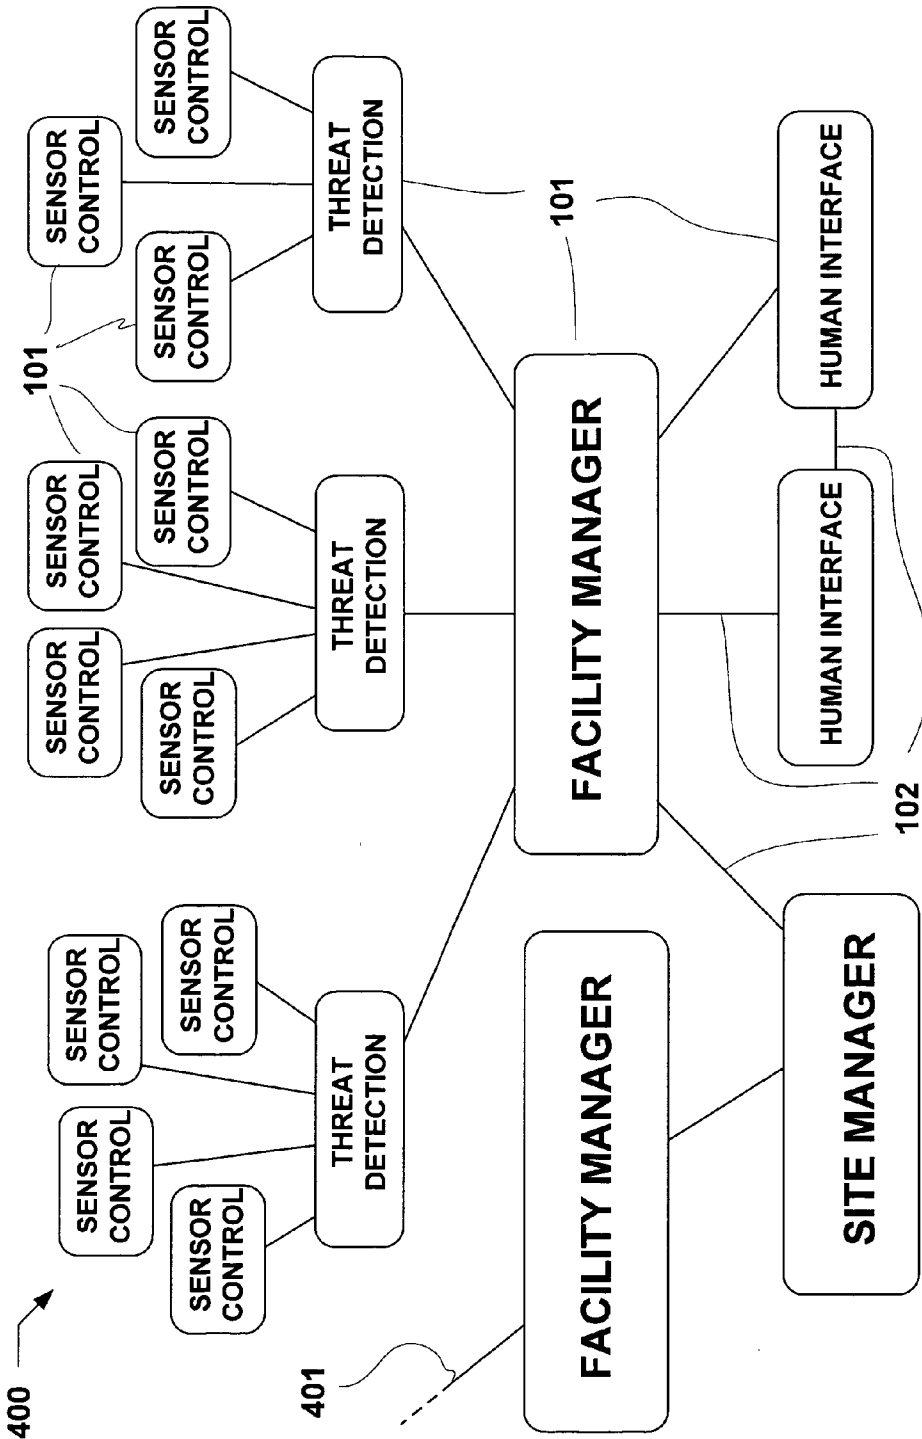 400
101
SENSOR
CONTROL
SENSOR
CONTROL
SENSOR
CONTROL
SENSOR
CONTROL
SENSOR
CONTROL
SENSOR
CONTROL
SENSOR
CONTROL
SENSOR
CONTROL
SENSOR
CONTROL
SENSOR
CONTROL
SENSOR
CONTROL
401
THREAT
DETECTION
THREAT
DETECTION
THREAT
DETECTION
101
FACILITY MANAGER
FACILITY MANAGER
SITE MANAGER
HUMAN INTERFACE
HUMAN INTERFACE
102